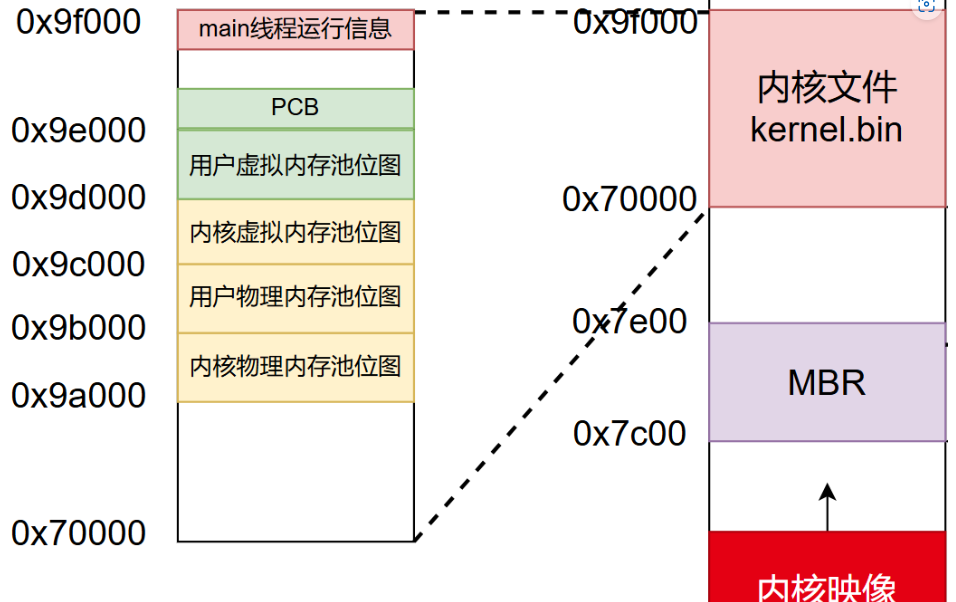 0x9f000
main线程运行信息
PCB
0x9e000
用户虚拟内存池位图
0x9d000
内核虚拟内存池位图
0x9c000
用户物理内存池位图
0x9b000
内核物理内存池位图
0x9a000
0x70000
0x9f000
内核文件
kernel.bin
0x70000
0x7e00
MBR
0x7c00
内核映像